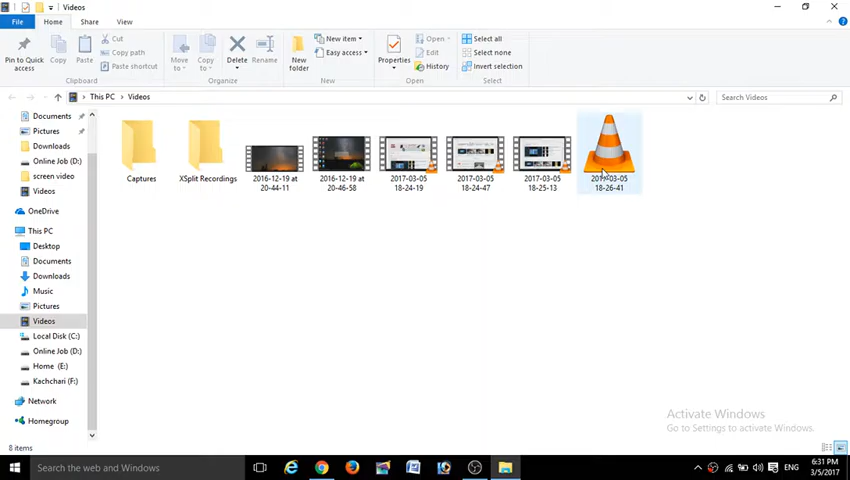 Videos
File
Home
Share
View
Pin to Quick access
Copy
Paste
Cut
Copy path
Paste shortcut
Clipboard
Move to
Copy to
Delete
Rename
Organize
New folder
New item
Easy access
New
Properties
Open
Edit
History
Open
Select all
Select none
Invert selection
Select
This PC
Videos
Search Videos
Documents
Pictures
Downloads
Online Job (D:)
screen video
Videos
OneDrive
This PC
Desktop
Documents
Downloads
Music
Pictures
Videos
Local Disk (C:)
Online Job (D:)
Home (E:)
Kachchari (F:)
Network
Homegroup
Captures
XSplit Recordings
2016-12-19 at 20-44-11
2016-12-19 at 20-46-58
2017-03-05 18-24-19
2017-03-05 18-24-47
2017-03-05 18-25-13
2017-03-05 18-26-41
Activate Windows
Go to Settings to activate Windows.
8 items
Search the web and Windows
ENG
6:31 PM
3/5/2017